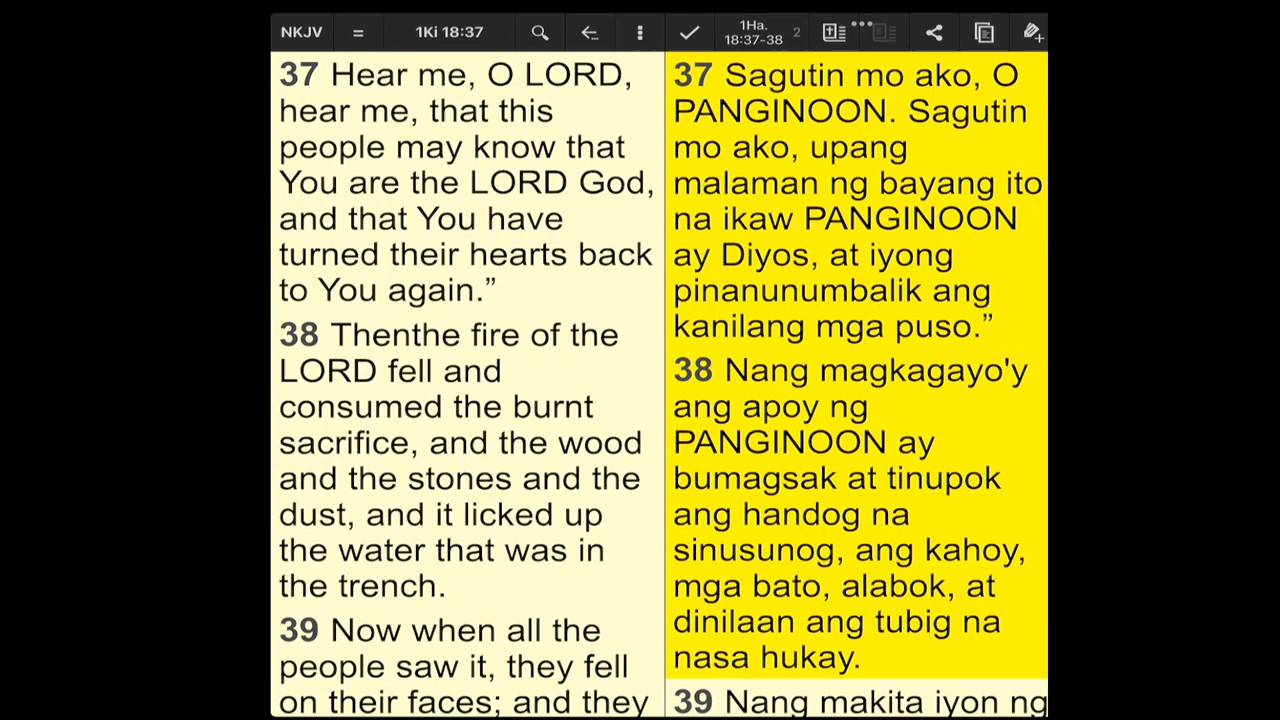 NKJV = 1Ki 18:37
1Ha.
18:37-38 2
37 Hear me, O LORD,
hear me, that this
people may know that
You are the LORD God,
and that You have
turned their hearts back
to You again.”
38 Thenthe fire of the
LORD fell and
consumed the burnt
sacrifice, and the wood
and the stones and the
dust, and it licked up
the water that was in
the trench.
39 Now when all the
people saw it, they fell
on their faces; and they
37 Sagutin mo ako, O
PANGINOON. Sagutin
mo ako, upang
malaman ng bayang ito
na ikaw PANGINOON
ay Diyos, at iyong
pinanunumbalik ang
kanilang mga puso.”
38 Nang magkagayo'y
ang apoy ng
PANGINOON ay
bumagsak at tinupok
ang handog na
sinusunog, ang kahoy,
mga bato, alabok, at
dinilaan ang tubig na
nasa hukay.
39 Nang makita iyon ng